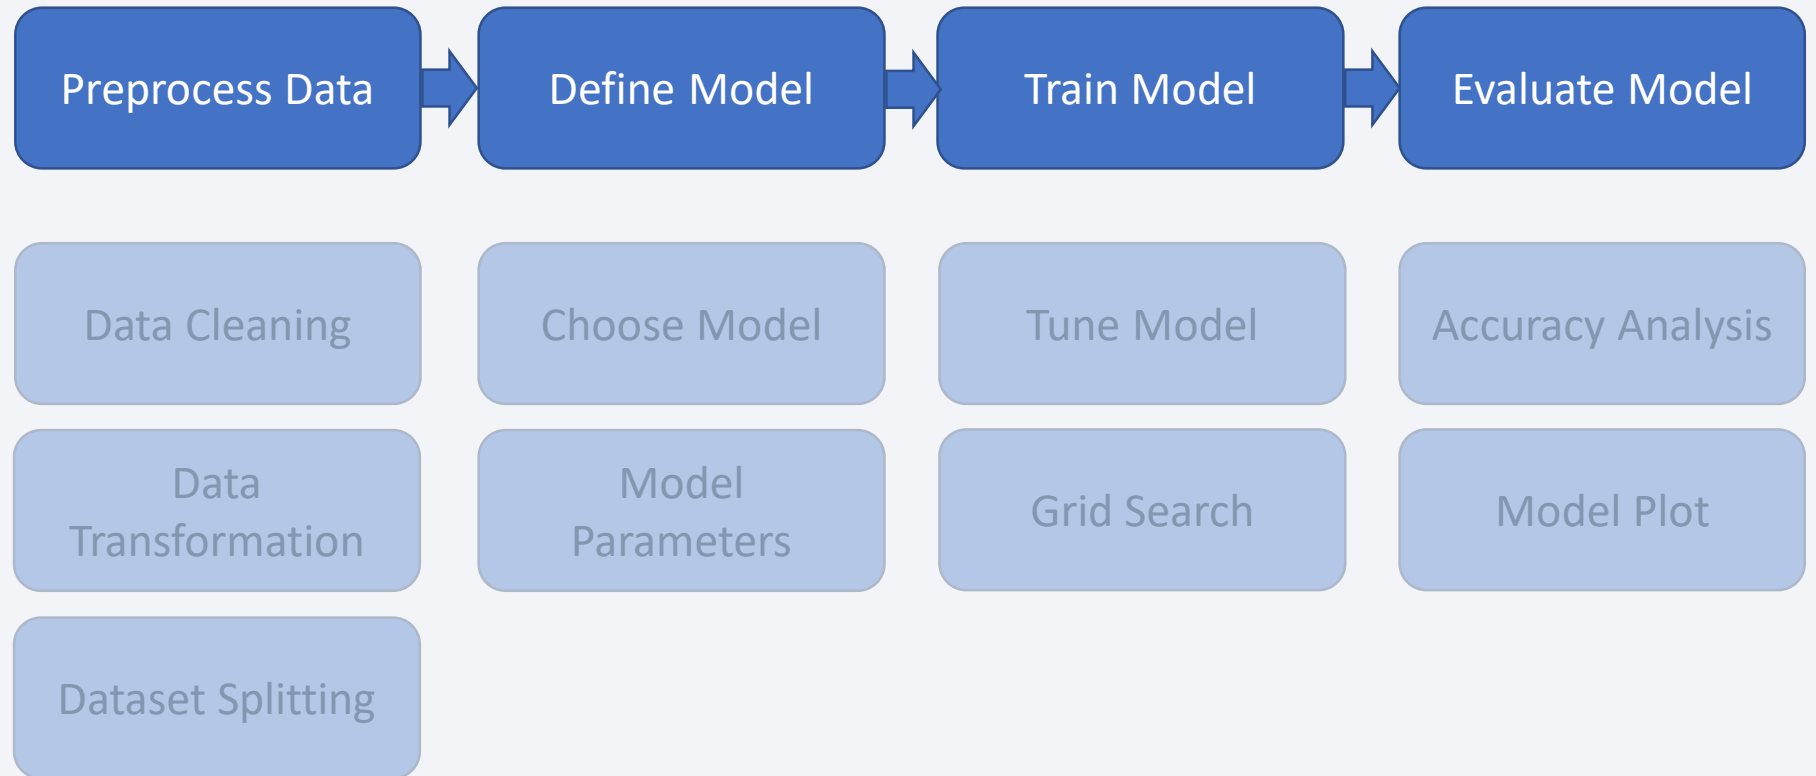 Preprocess Data
Define Model
Train Model
Evaluate Model
Data Cleaning
Choose Model
Tune Model
Accuracy Analysis
Data
Transformation
Model
Parameters
Grid Search
Model Plot
Dataset Splitting